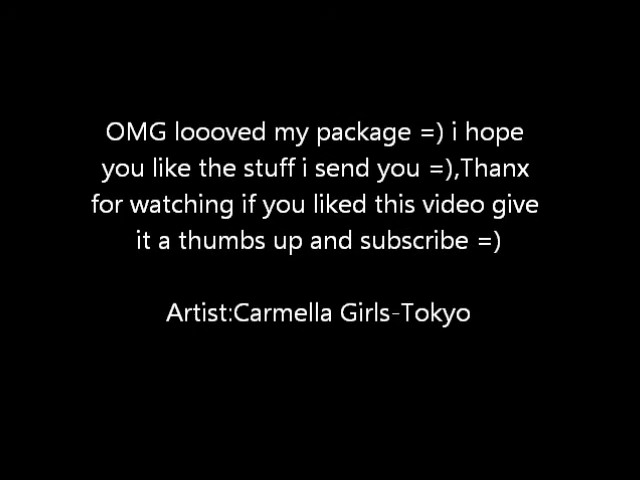 OMG loooved my package =) i hope
you like the stuff i send you =),Thanx
for watching if you liked this video give
it a thumbs up and subscribe =)
Artist:Carmella Girls-Tokyo